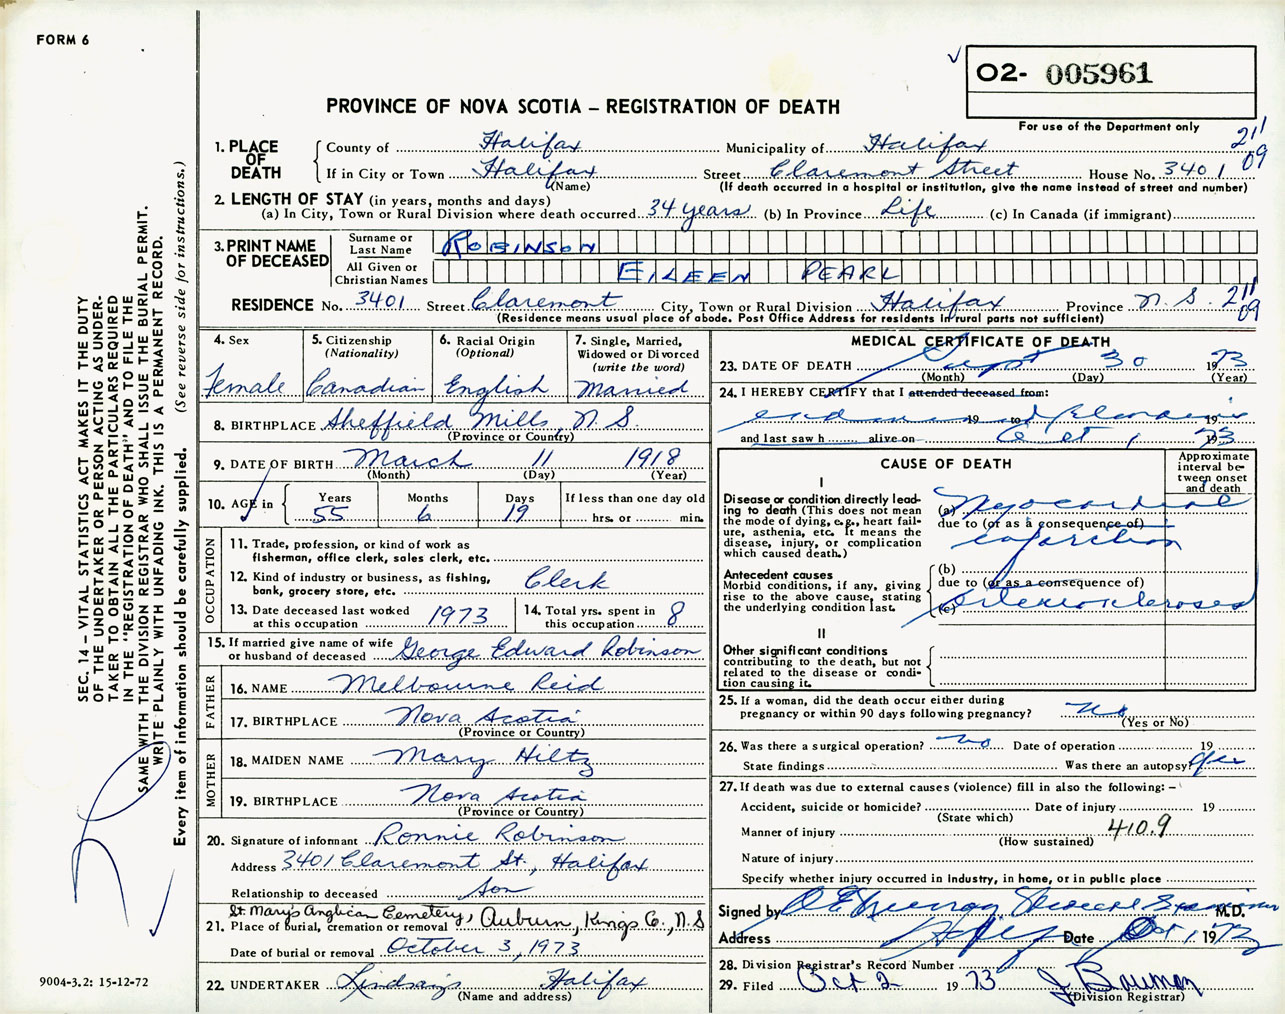 FORM 6
O2- 005961
PROVINCE OF NOVA SCOTIA – REGISTRATION OF DEATH
For use of the Department only
1. PLACE OF DEATH
County of Halifax Municipality of Halifax 211
If in City or Town Halifax Street Claremont Street House No. 3401 09
(Name) (If death occurred in a hospital or institution, give the name instead of street and number)
2. LENGTH OF STAY (in years, months and days)
(a) In City, Town or Rural Division where death occurred 34 years (b) In Province Life (c) In Canada (if immigrant)
3. PRINT NAME OF DECEASED
Surname or Last Name ROBINSON
All Given or Christian Names EILEEN PEARL
RESIDENCE No. 3401 Street Claremont City, Town or Rural Division Halifax Province N.S. 211 09
(Residence means usual place of abode. Post Office Address for residents in rural parts not sufficient)
4. Sex
Female
5. Citizenship
(Nationality)
Canadian
6. Racial Origin
(Optional)
English
7. Single, Married,
Widowed or Divorced
(write the word)
Married
8. BIRTHPLACE Sheffield Mills, N.S.
(Province or Country)
9. DATE OF BIRTH March 11 1918
(Month) (Day) (Year)
10. AGE in Years 55 Months 6 Days 19
If less than one day old
hrs. or min.
OCCUPATION
11. Trade, profession, or kind of work as
fisherman, office clerk, sales clerk, etc.
12. Kind of industry or business, as fishing,
bank, grocery store, etc. Clerk
13. Date deceased last worked
at this occupation 1973
14. Total yrs. spent in
this occupation 8
15. If married give name of wife
or husband of deceased George Edward Robinson
FATHER
16. NAME Melbourne Reid
17. BIRTHPLACE Nova Scotia
(Province or Country)
MOTHER
18. MAIDEN NAME Mary Hiltz
19. BIRTHPLACE Nova Scotia
(Province or Country)
20. Signature of informant Ronnie Robinson
Address 3401 Claremont St., Halifax
Relationship to deceased Son
St. Mary's Anglican Cemetery, Auburn, Kings Co., N.S
21. Place of burial, cremation or removal
Date of burial or removal October 3, 1973
22. UNDERTAKER Lindsay's Halifax
(Name and address)
MEDICAL CERTIFICATE OF DEATH
23. DATE OF DEATH Sept 30 1973
(Month) (Day) (Year)
24. I HEREBY CERTIFY that I attended deceased from:
19 to 19
and last saw h alive on Oct 1 1973
CAUSE OF DEATH
Approximate
interval be-
tween onset
and death
I
Disease or condition directly lead-
ing to death (This does not mean
the mode of dying, e.g., heart fail-
ure, asthenia, etc. It means the
disease, injury, or complication
which caused death.)
(a) Myocardial
due to (or as a consequence of)
infarction
Antecedent causes
Morbid conditions, if any, giving
rise to the above cause, stating
the underlying condition last.
(b)
due to (or as a consequence of)
(c) Arteriosclerosis
II
Other significant conditions
contributing to the death, but not
related to the disease or condi-
tion causing it.
25. If a woman, did the death occur either during
pregnancy or within 90 days following pregnancy? no
(Yes or No)
26. Was there a surgical operation? no Date of operation 19
State findings Was there an autopsy? Yes
27. If death was due to external causes (violence) fill in also the following: –
Accident, suicide or homicide? Date of injury 19
(State which)
Manner of injury 410.9
(How sustained)
Nature of injury
Specify whether injury occurred in industry, in home, or in public place
Signed by M.D.
Address Date Oct 1 1973
28. Division Registrar's Record Number
29. Filed Oct 2 1973 J Bauman
(Division Registrar)
SEC. 14 – VITAL STATISTICS ACT MAKES IT THE DUTY
OF THE UNDERTAKER OR PERSON ACTING AS UNDER-
TAKER TO OBTAIN ALL THE PARTICULARS REQUIRED
IN THE "REGISTRATION OF DEATH" AND TO FILE THE
SAME WITH THE DIVISION REGISTRAR WHO SHALL ISSUE THE BURIAL PERMIT.
WRITE PLAINLY WITH UNFADING INK. THIS IS A PERMANENT RECORD.
Every item of information should be carefully supplied. (See reverse side for instructions.)
9004-3.2: 15-12-72